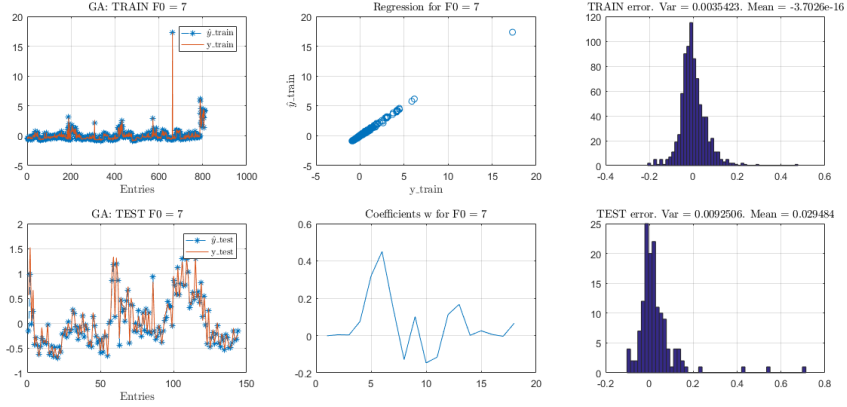 GA: TRAIN F0 = 7
20
15
10
5
0
-5
0 200 400 600 800 1000
Entries
ŷ_train
y_train
Regression for F0 = 7
20
15
10
5
0
-5
-5 0 5 10 15 20
ŷ_train
y_train
TRAIN error. Var = 0.0035423. Mean = -3.7026e-16
120
100
80
60
40
20
0
-0.4 -0.2 0 0.2 0.4 0.6
GA: TEST F0 = 7
2
1.5
1
0.5
0
-0.5
-1
0 50 100 150
Entries
ŷ_test
y_test
Coefficients w for F0 = 7
0.6
0.4
0.2
0
-0.2
0 5 10 15 20
TEST error. Var = 0.0092506. Mean = 0.029484
25
20
15
10
5
0
-0.2 0 0.2 0.4 0.6 0.8